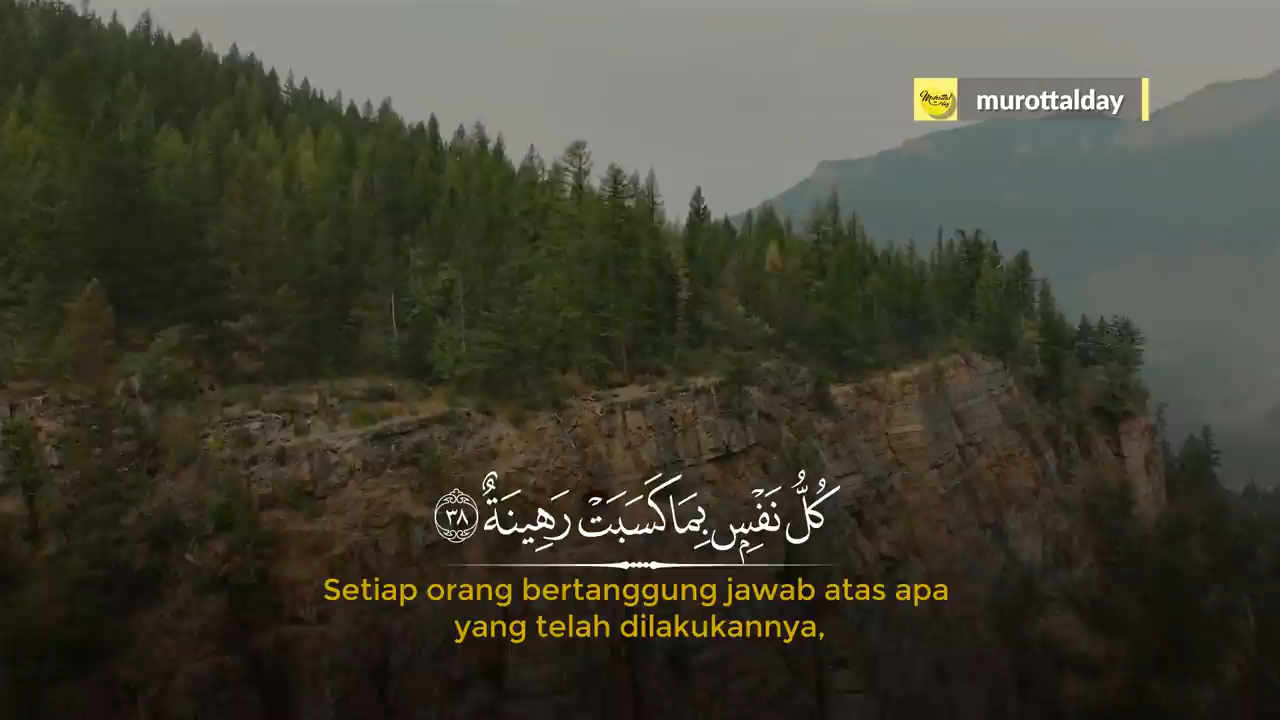 murottalday
كُلُّ نَفْسٍۭ بِمَا كَسَبَتْ رَهِينَةٌ ٣٨
Setiap orang bertanggung jawab atas apa
yang telah dilakukannya,